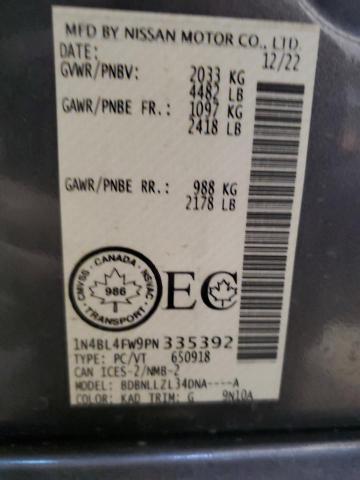 MFD BY NISSAN MOTOR CO., LTD.
DATE: 12/22
GVWR/PNBV: 2033 KG
4482 LB
GAWR/PNBE FR.: 1097 KG
2418 LB
GAWR/PNBE RR.: 988 KG
2178 LB
CANADA
CMVSS NSVAC
986
TRANSPORT
EC
1N4BL4FW9PN335392
TYPE: PC/VT 650918
CAN ICES-2/NMB-2
MODEL: BDBNLLZL34DNA----A
COLOR: KAD TRIM: G 9N10A